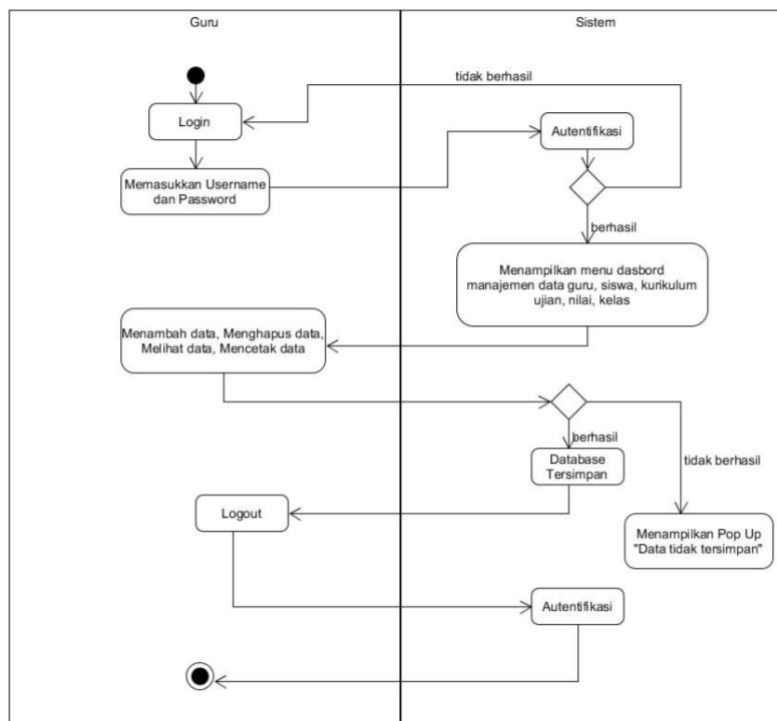 Guru
Sistem
tidak berhasil
Login
Autentifikasi
Memasukkan Username
dan Password
berhasil
Menampilkan menu dasbord
manajemen data guru, siswa, kurikulum
ujian, nilai, kelas
Menambah data, Menghapus data,
Melihat data, Mencetak data
berhasil
tidak berhasil
Database
Tersimpan
Logout
Menampilkan Pop Up
"Data tidak tersimpan"
Autentifikasi